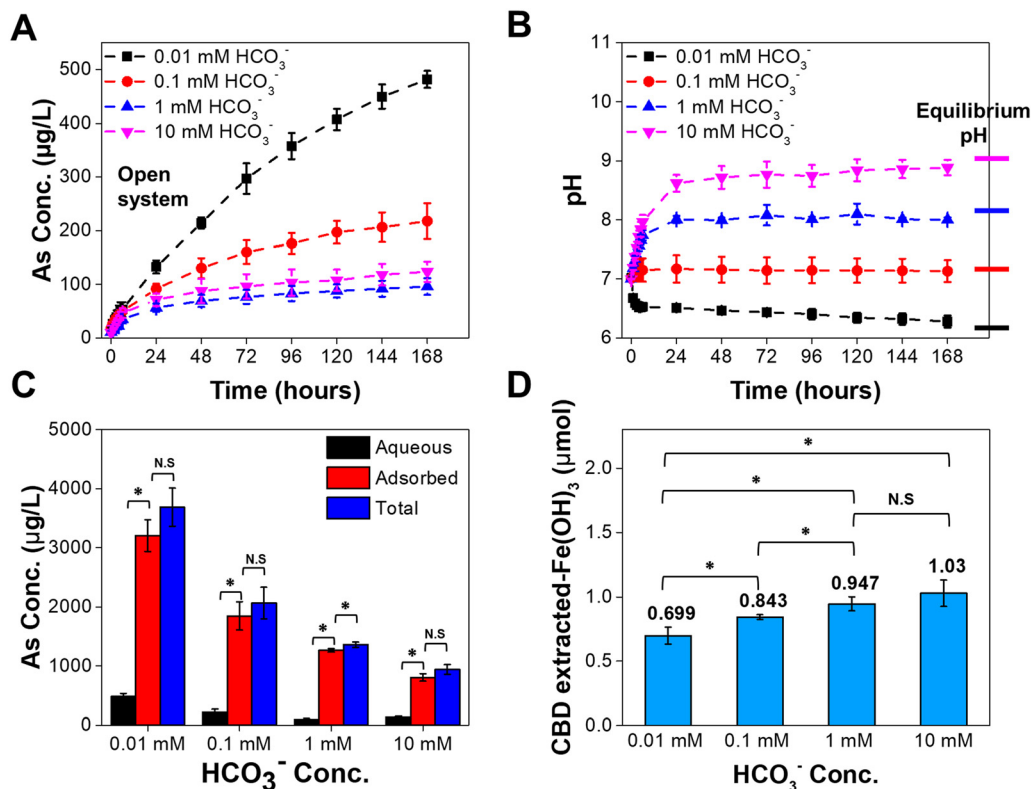 A
0.01 mM HCO₃⁻
0.1 mM HCO₃⁻
1 mM HCO₃⁻
10 mM HCO₃⁻
Open
system
As Conc. (µg/L)
500
400
300
200
100
0
0 24 48 72 96 120 144 168
Time (hours)
B
0.01 mM HCO₃⁻
0.1 mM HCO₃⁻
1 mM HCO₃⁻
10 mM HCO₃⁻
Equilibrium
pH
pH
11
10
9
8
7
6
0 24 48 72 96 120 144 168
Time (hours)
C
Aqueous
Adsorbed
Total
As Conc. (µg/L)
5000
4000
3000
2000
1000
0
* N.S
* N.S
* *
* N.S
0.01 mM 0.1 mM 1 mM 10 mM
HCO₃⁻ Conc.
D
CBD extracted-Fe(OH)₃ (µmol)
2.0
1.5
1.0
0.5
0.0
*
*
N.S
*
*
0.699 0.843 0.947 1.03
0.01 mM 0.1 mM 1 mM 10 mM
HCO₃⁻ Conc.